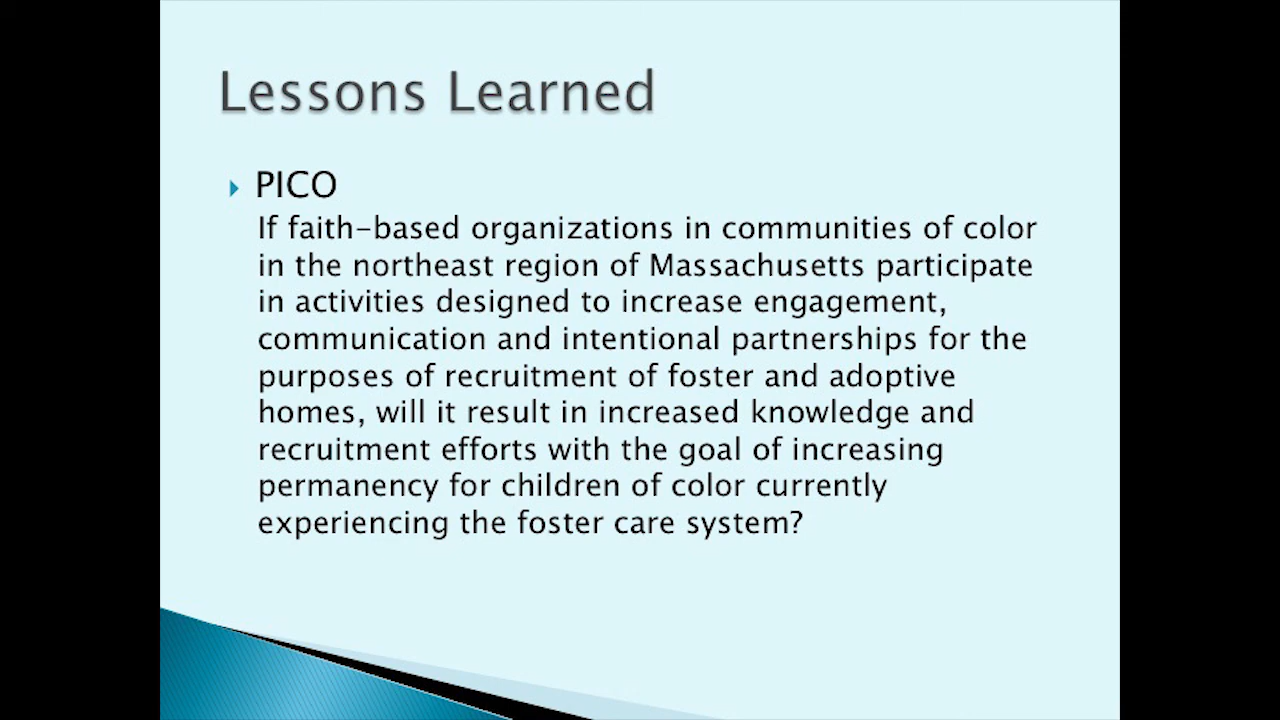 Lessons Learned
PICO
If faith-based organizations in communities of color
in the northeast region of Massachusetts participate
in activities designed to increase engagement,
communication and intentional partnerships for the
purposes of recruitment of foster and adoptive
homes, will it result in increased knowledge and
recruitment efforts with the goal of increasing
permanency for children of color currently
experiencing the foster care system?